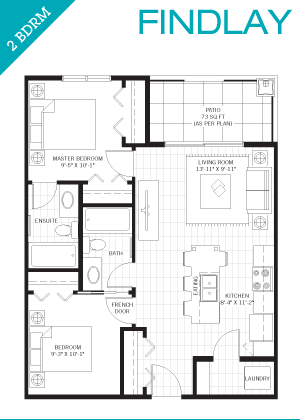 2 BDRM
FINDLAY
PATIO
73 SQ FT
(AS PER PLAN)
MASTER BEDROOM
9'-5" X 10'-1"
LIVING ROOM
13'-11" X 9'-11"
ENSUITE
BATH
EATING
KITCHEN
8'-4" X 11'-2"
FRENCH
DOOR
BEDROOM
9'-3" X 10'-1"
LAUNDRY